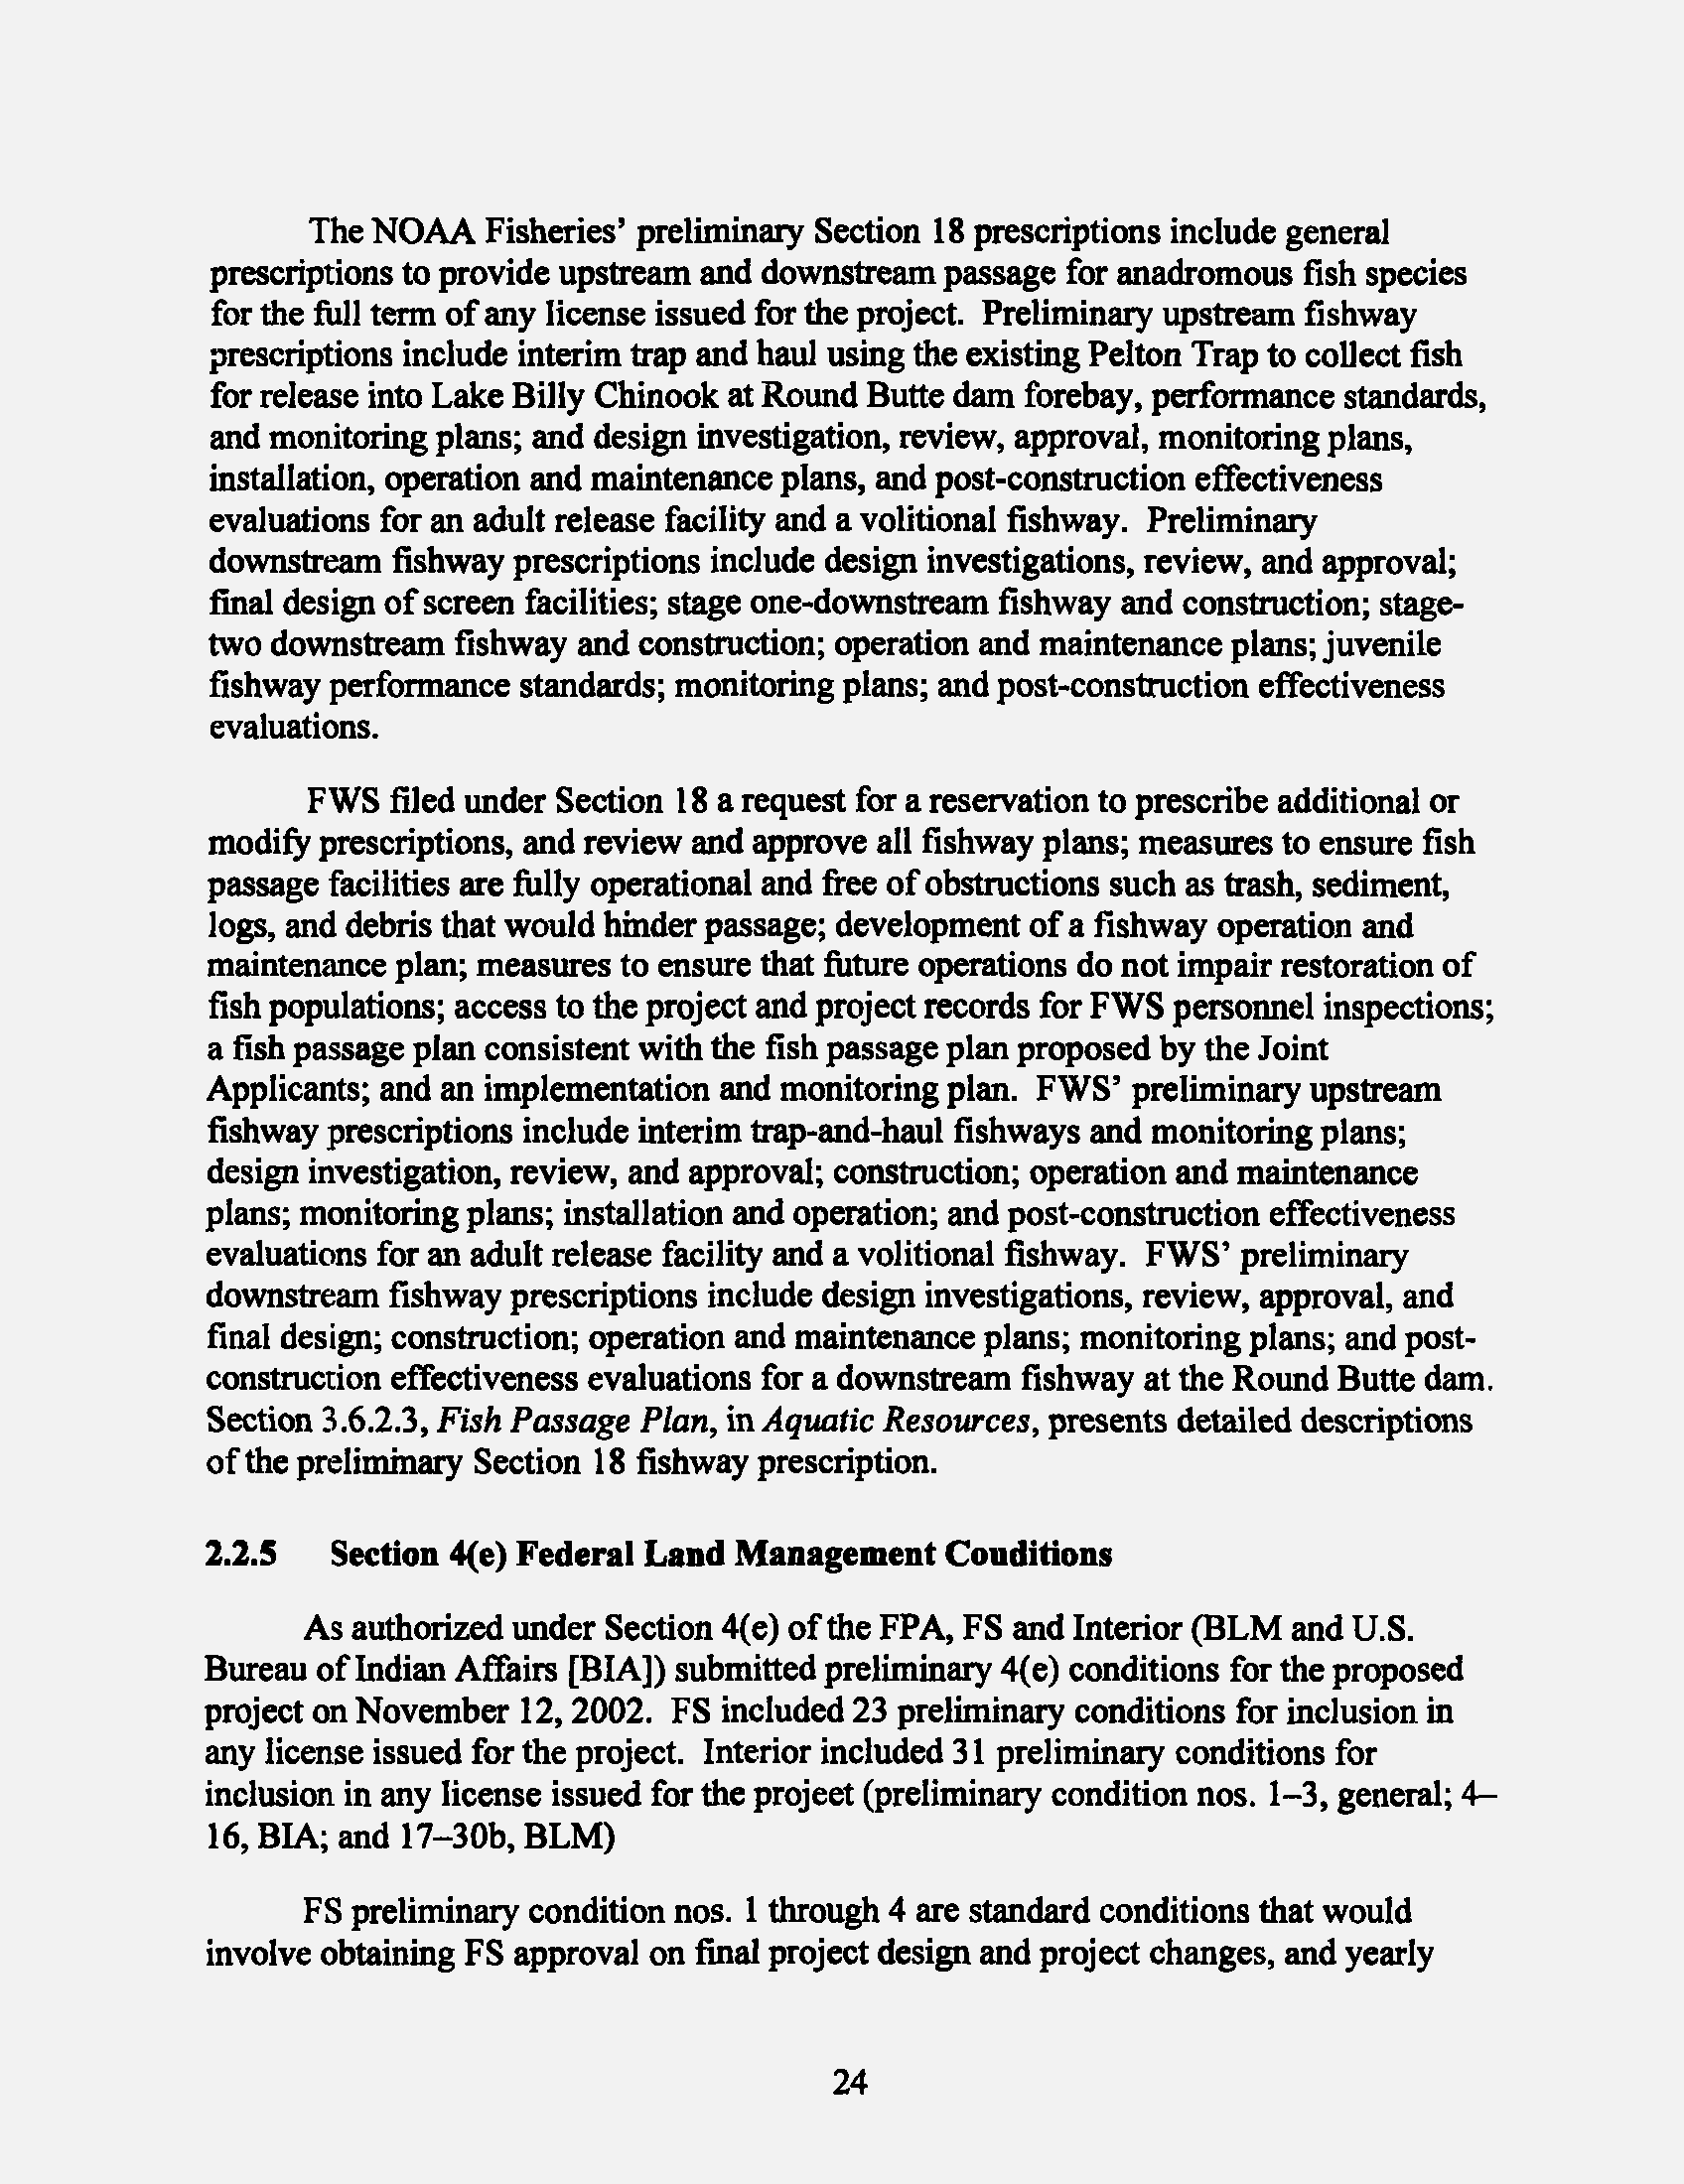 The NOAA Fisheries' preliminary Section 18 prescriptions include general
prescriptions to provide upstream and downstream passage for anadromous fish species
for the full term of any license issued for the project. Preliminary upstream fishway
prescriptions include interim trap and haul using the existing Pelton Trap to collect fish
for release into Lake Billy Chinook at Round Butte dam forebay, performance standards,
and monitoring plans; and design investigation, review, approval, monitoring plans,
installation, operation and maintenance plans, and post-construction effectiveness
evaluations for an adult release facility and a volitional fishway. Preliminary
downstream fishway prescriptions include design investigations, review, and approval;
final design of screen facilities; stage one-downstream fishway and construction; stage-
two downstream fishway and construction; operation and maintenance plans; juvenile
fishway performance standards; monitoring plans; and post-construction effectiveness
evaluations.
FWS filed under Section 18 a request for a reservation to prescribe additional or
modify prescriptions, and review and approve all fishway plans; measures to ensure fish
passage facilities are fully operational and free of obstructions such as trash, sediment,
logs, and debris that would hinder passage; development of a fishway operation and
maintenance plan; measures to ensure that future operations do not impair restoration of
fish populations; access to the project and project records for FWS personnel inspections;
a fish passage plan consistent with the fish passage plan proposed by the Joint
Applicants; and an implementation and monitoring plan. FWS' preliminary upstream
fishway prescriptions include interim trap-and-haul fishways and monitoring plans;
design investigation, review, and approval; construction; operation and maintenance
plans; monitoring plans; installation and operation; and post-construction effectiveness
evaluations for an adult release facility and a volitional fishway. FWS' preliminary
downstream fishway prescriptions include design investigations, review, approval, and
final design; construction; operation and maintenance plans; monitoring plans; and post-
construction effectiveness evaluations for a downstream fishway at the Round Butte dam.
Section 3.6.2.3, Fish Passage Plan, in Aquatic Resources, presents detailed descriptions
of the preliminary Section 18 fishway prescription.
2.2.5 Section 4(e) Federal Land Management Couditions
As authorized under Section 4(e) of the FPA, FS and Interior (BLM and U.S.
Bureau of Indian Affairs [BIA]) submitted preliminary 4(e) conditions for the proposed
project on November 12, 2002. FS included 23 preliminary conditions for inclusion in
any license issued for the project. Interior included 31 preliminary conditions for
inclusion in any license issued for the projeet (preliminary condition nos. 1–3, general; 4–
16, BIA; and 17–30b, BLM)
FS preliminary condition nos. 1 through 4 are standard conditions that would
involve obtaining FS approval on final project design and project changes, and yearly
24